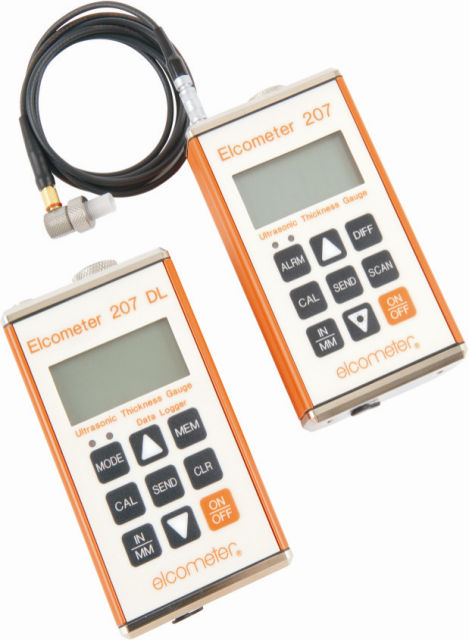 Elcometer 207
Ultrasonic Thickness Gauge
ALRM
DIFF
CAL
SEND
SCAN
IN
MM
ON
OFF
elcometer®
Elcometer 207 DL
Ultrasonic Thickness Gauge
Data Logger
MODE
MEM
CAL
SEND
CLR
IN
MM
ON
OFF
elcometer®